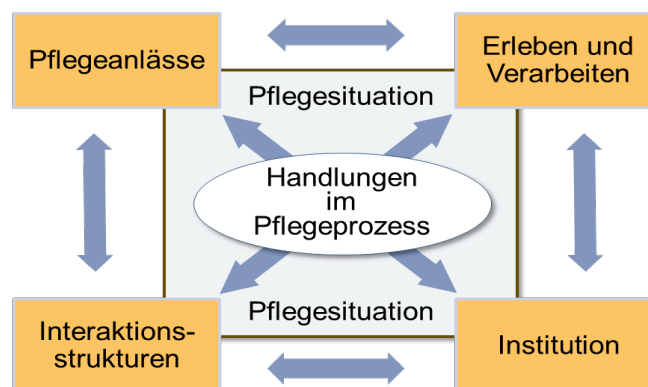 Pflegeanlässe
Erleben und
Verarbeiten
Pflegesituation
Handlungen
im
Pflegeprozess
Pflegesituation
Interaktions-
strukturen
Institution